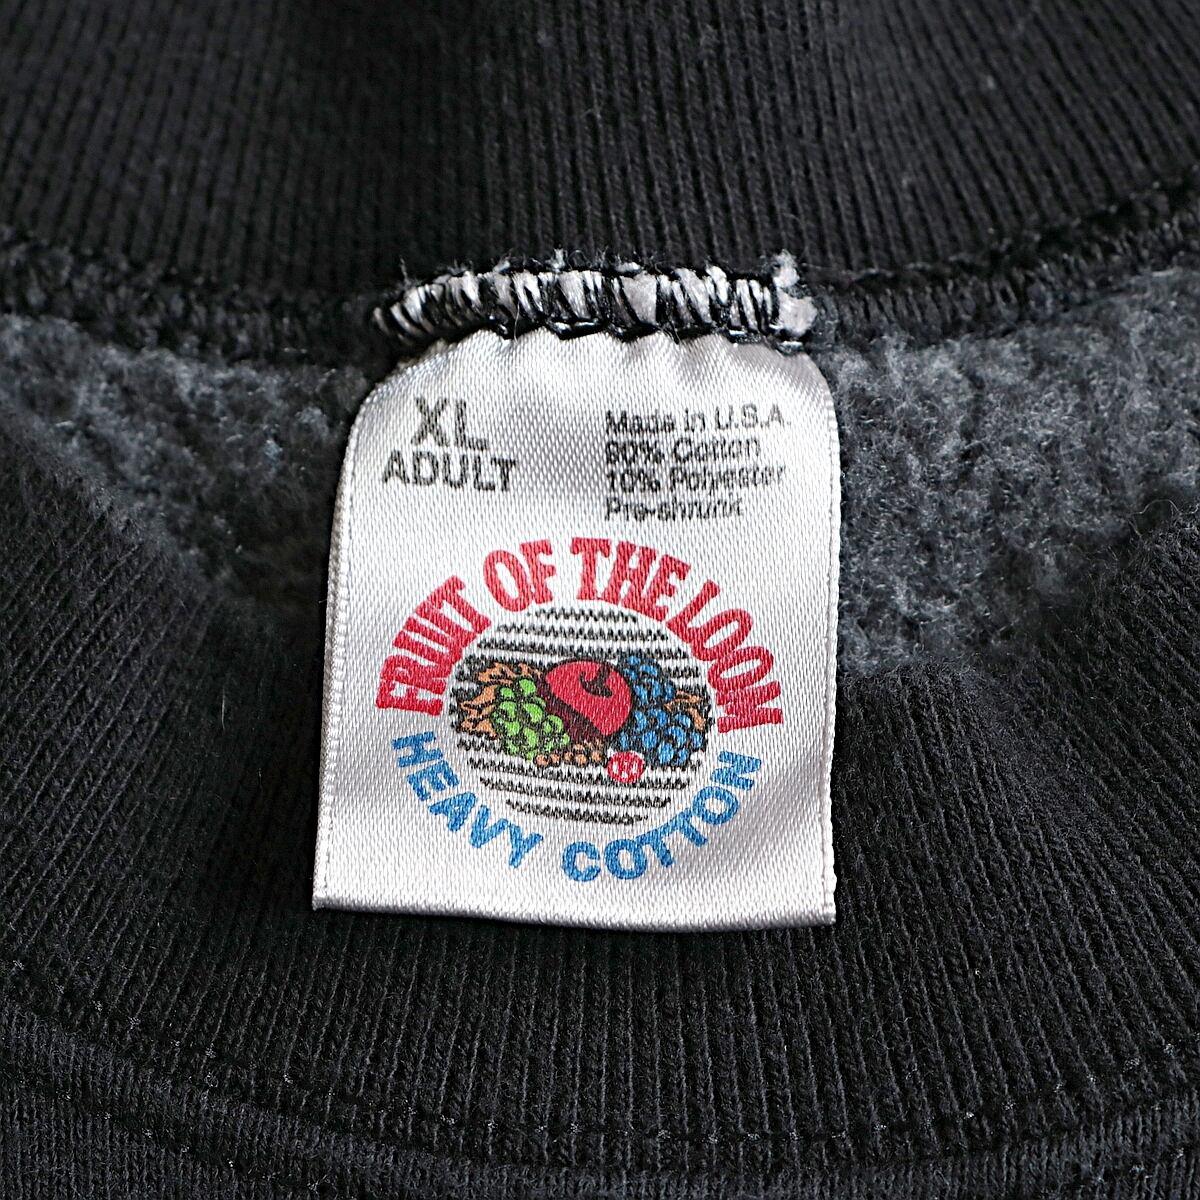 XL
ADULT
Made in U.S.A
90% Cotton
10% Polyester
Pre-shrunk
FRUIT OF THE LOOM
HEAVY COTTON